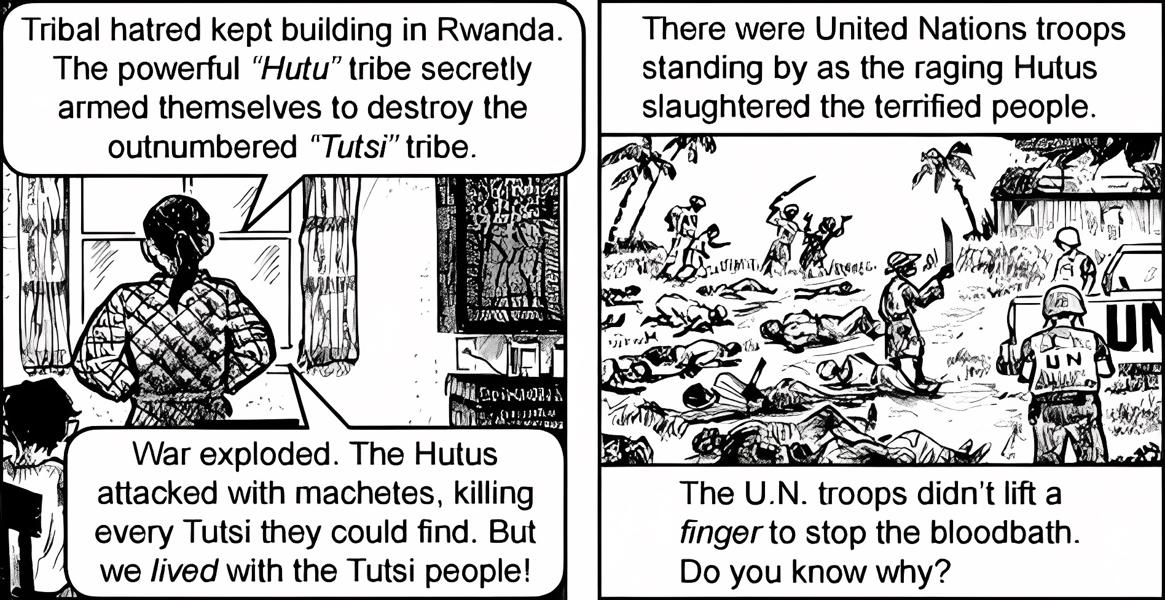 Tribal hatred kept building in Rwanda.
The powerful “Hutu” tribe secretly
armed themselves to destroy the
outnumbered “Tutsi” tribe.
War exploded. The Hutus
attacked with machetes, killing
every Tutsi they could find. But
we lived with the Tutsi people!
There were United Nations troops
standing by as the raging Hutus
slaughtered the terrified people.
UN
UN
The U.N. troops didn’t lift a
finger to stop the bloodbath.
Do you know why?